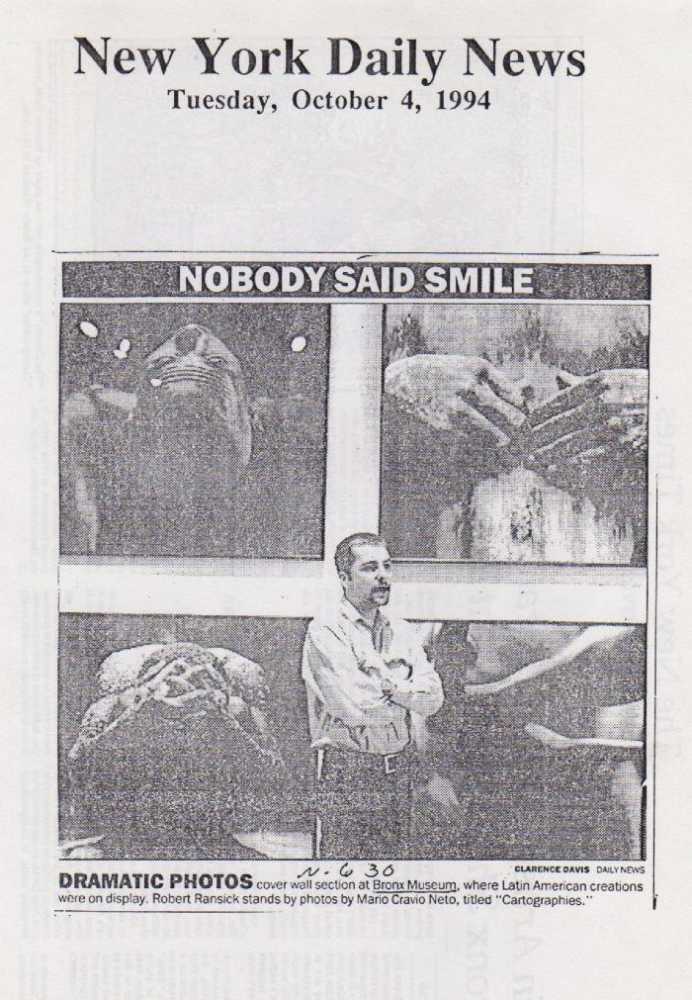 New York Daily News
Tuesday, October 4, 1994
NOBODY SAID SMILE
CLARENCE DAVIS DAILY NEWS
N-6 30
DRAMATIC PHOTOS cover wall section at Bronx Museum, where Latin American creations
were on display. Robert Ransick stands by photos by Mario Cravio Neto, titled "Cartographies."